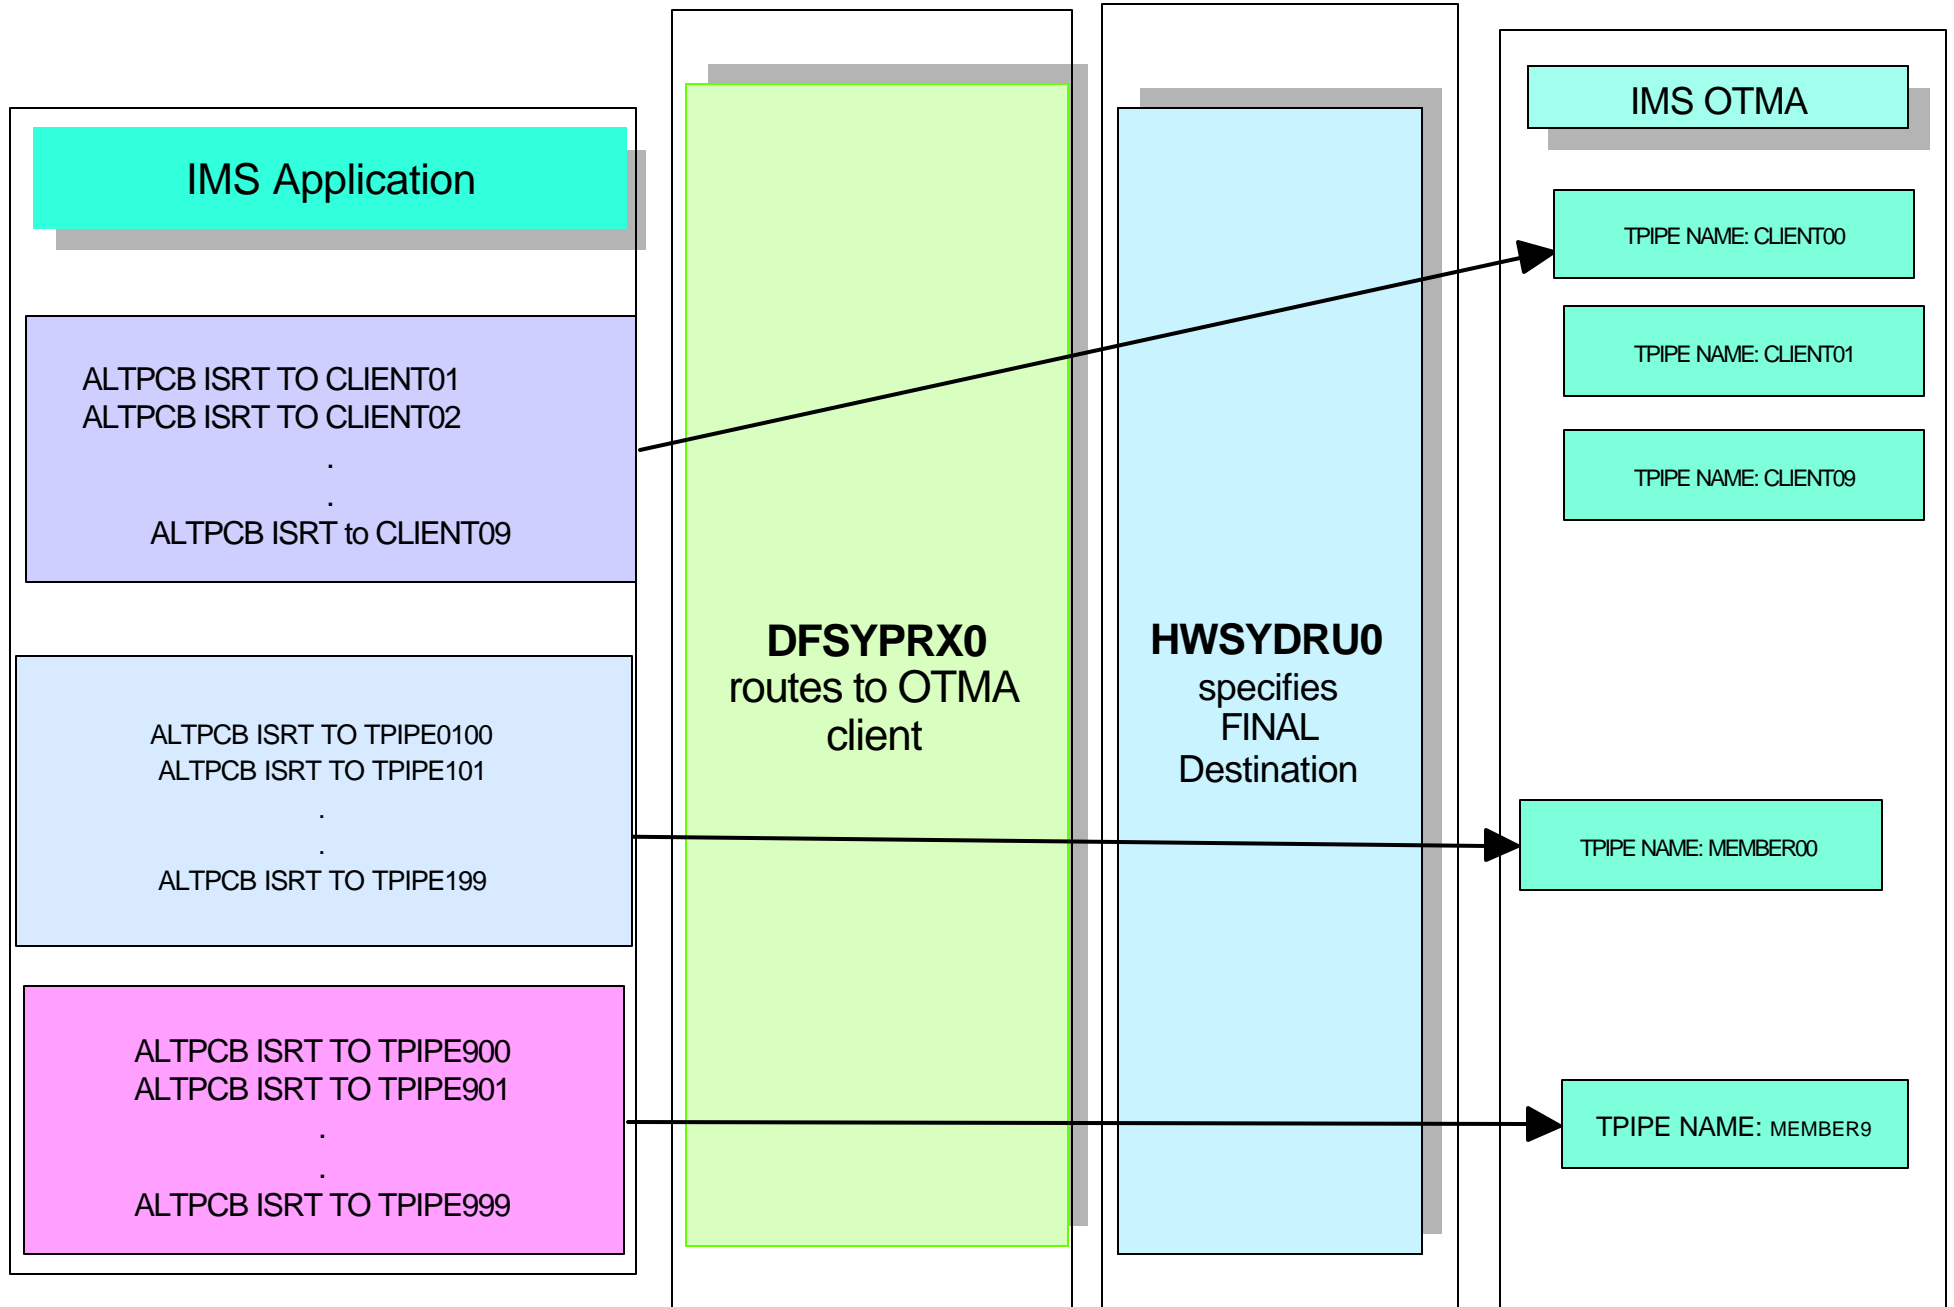 IMS Application
ALTPCB ISRT TO CLIENT01
ALTPCB ISRT TO CLIENT02
.
.
ALTPCB ISRT to CLIENT09
ALTPCB ISRT TO TPIPE0100
ALTPCB ISRT TO TPIPE101
.
.
ALTPCB ISRT TO TPIPE199
ALTPCB ISRT TO TPIPE900
ALTPCB ISRT TO TPIPE901
.
.
ALTPCB ISRT TO TPIPE999
DFSYPRX0
routes to OTMA
client
HWSYDRU0
specifies
FINAL
Destination
IMS OTMA
TPIPE NAME: CLIENT00
TPIPE NAME: CLIENT01
TPIPE NAME: CLIENT09
TPIPE NAME: MEMBER00
TPIPE NAME: MEMBER9